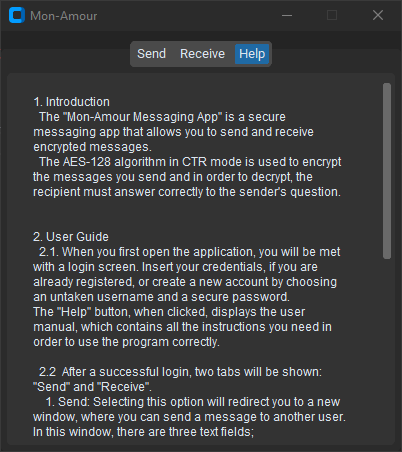 Mon-Amour
Send Receive Help
1. Introduction
The "Mon-Amour Messaging App" is a secure
messaging app that allows you to send and receive
encrypted messages.
The AES-128 algorithm in CTR mode is used to encrypt
the messages you send and in order to decrypt, the
recipient must answer correctly to the sender's question.
2. User Guide
2.1. When you first open the application, you will be met
with a login screen. Insert your credentials, if you are
already registered, or create a new account by choosing
an untaken username and a secure password.
The "Help" button, when clicked, displays the user
manual, which contains all the instructions you need in
order to use the program correctly.
2.2 After a successful login, two tabs will be shown:
"Send" and "Receive".
1. Send: Selecting this option will redirect you to a new
window, where you can send a message to another user.
In this window, there are three text fields;